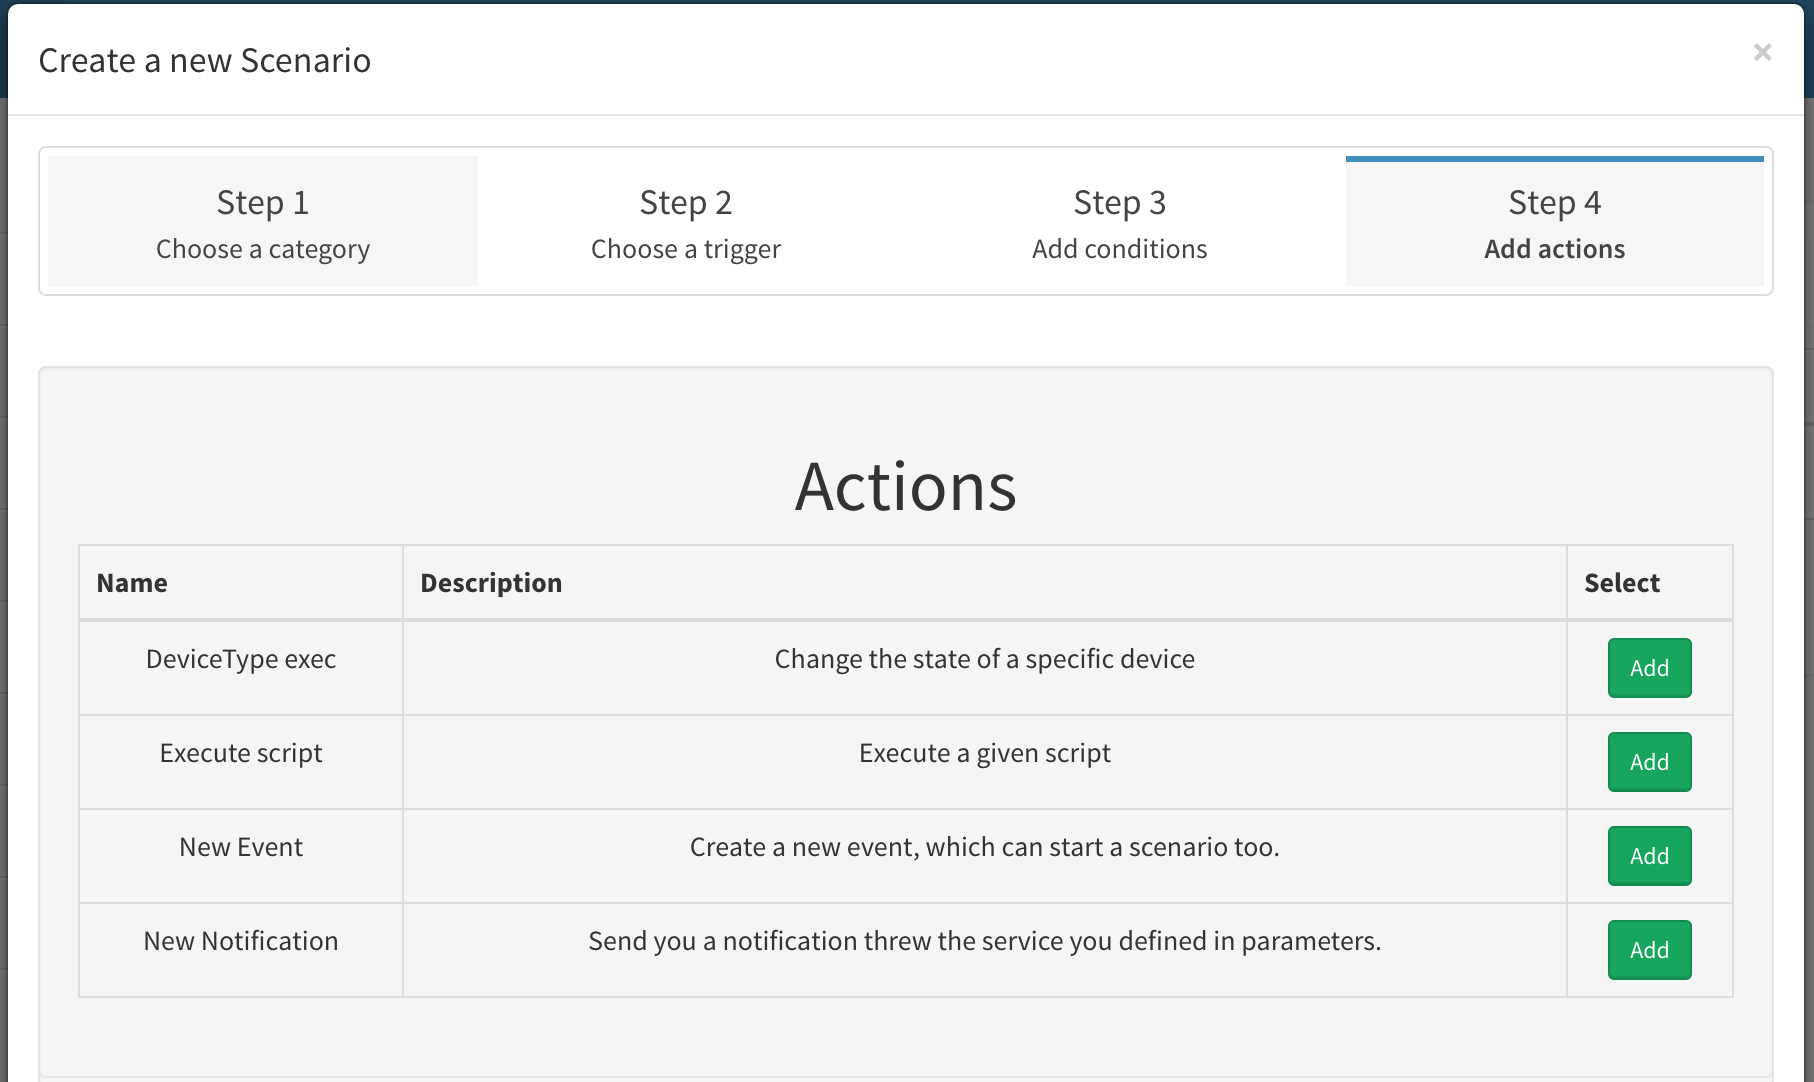 Create a new Scenario
×
Step 1
Choose a category
Step 2
Choose a trigger
Step 3
Add conditions
Step 4
Add actions
Actions
Name Description Select
DeviceType exec Change the state of a specific device Add
Execute script Execute a given script Add
New Event Create a new event, which can start a scenario too. Add
New Notification Send you a notification threw the service you defined in parameters. Add